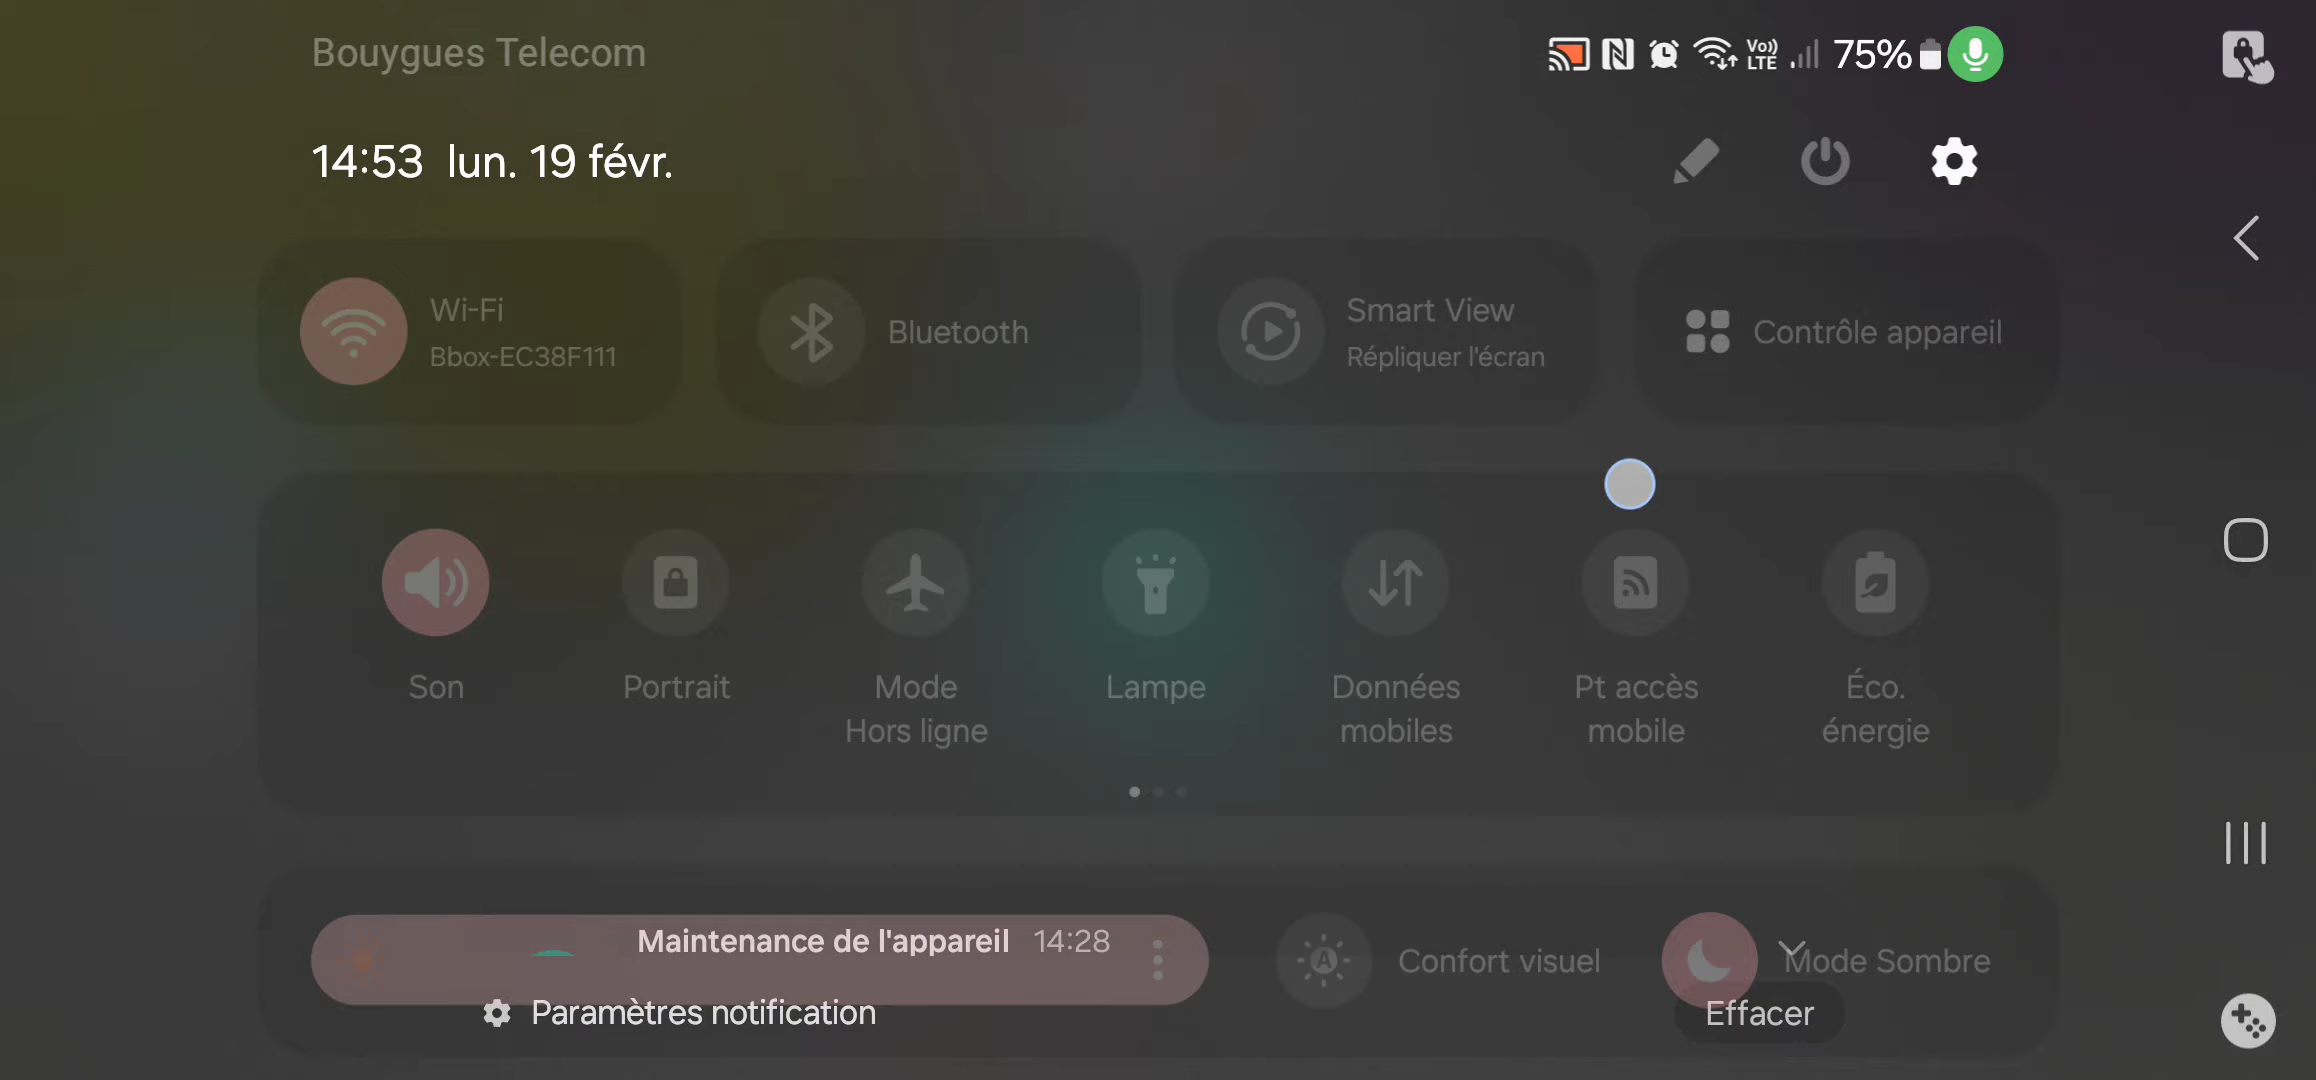 Bouygues Telecom
Vo)) LTE 75%
14:53 lun. 19 févr.
Wi-Fi
Bbox-EC38F111
Bluetooth
Smart View
Répliquer l'écran
Contrôle appareil
Son
Portrait
Mode
Hors ligne
Lampe
Données
mobiles
Pt accès
mobile
Éco.
énergie
Maintenance de l'appareil 14:28
A
Confort visuel
Mode Sombre
Paramètres notification
Effacer